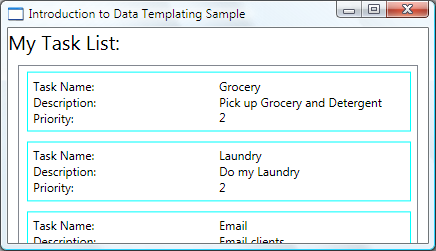 Introduction to Data Templating Sample
My Task List:
Task Name: Grocery
Description: Pick up Grocery and Detergent
Priority: 2
Task Name: Laundry
Description: Do my Laundry
Priority: 2
Task Name: Email
Description: Email clients